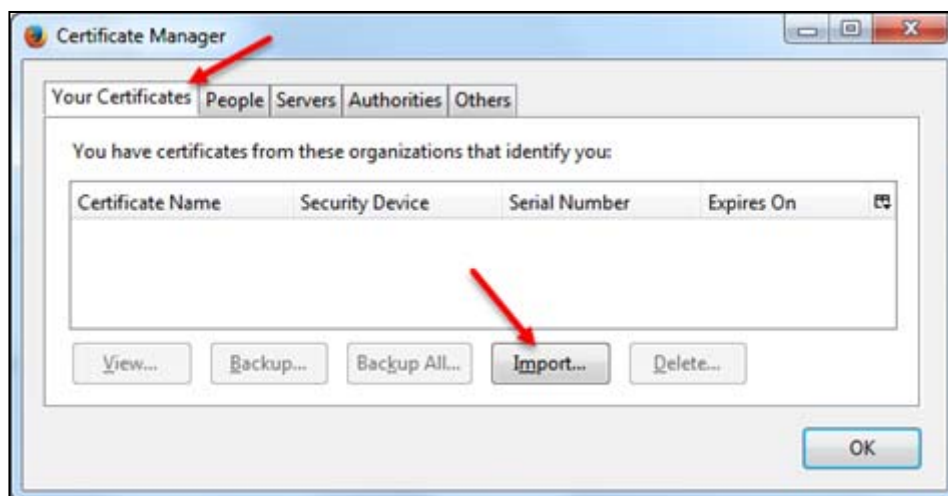 Certificate Manager
Your Certificates People Servers Authorities Others
You have certificates from these organizations that identify you:
Certificate Name Security Device Serial Number Expires On
View... Backup... Backup All... Import... Delete...
OK